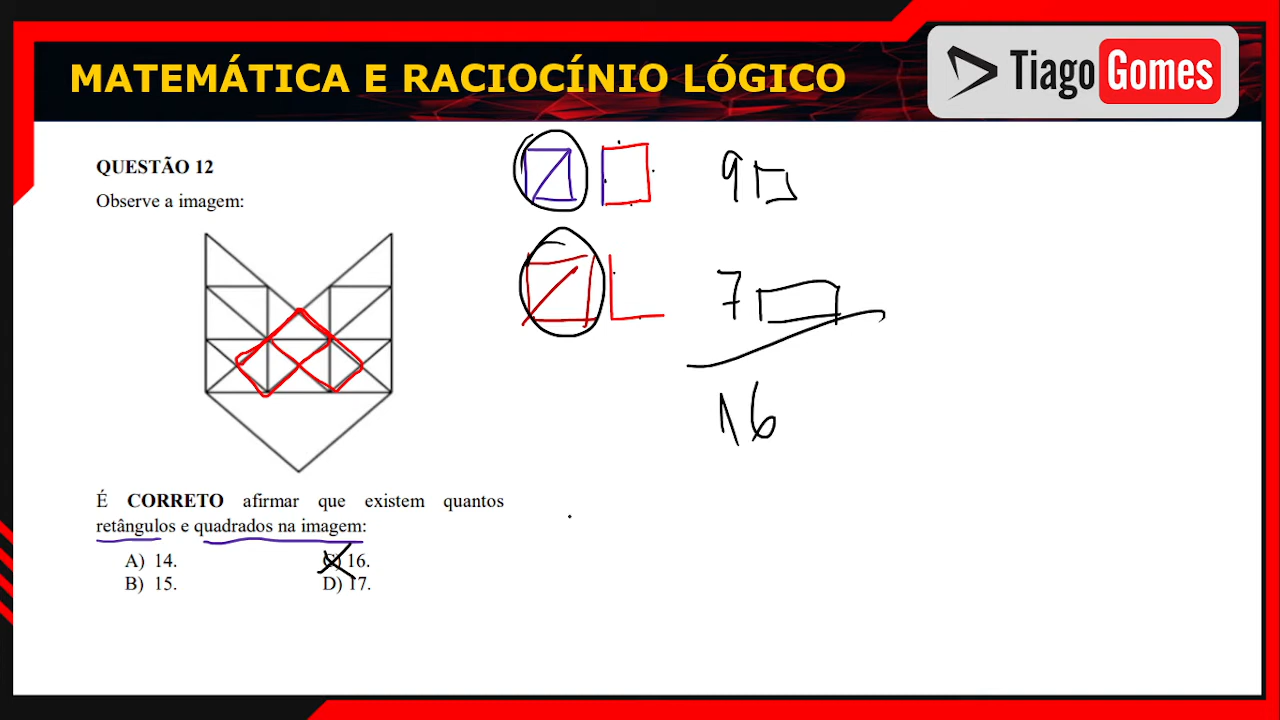 MATEMÁTICA E RACIOCÍNIO LÓGICO
Tiago Gomes
QUESTÃO 12
Observe a imagem:
9
7
16
É CORRETO afirmar que existem quantos
retângulos e quadrados na imagem:
A) 14.
C) 16.
B) 15.
D) 17.